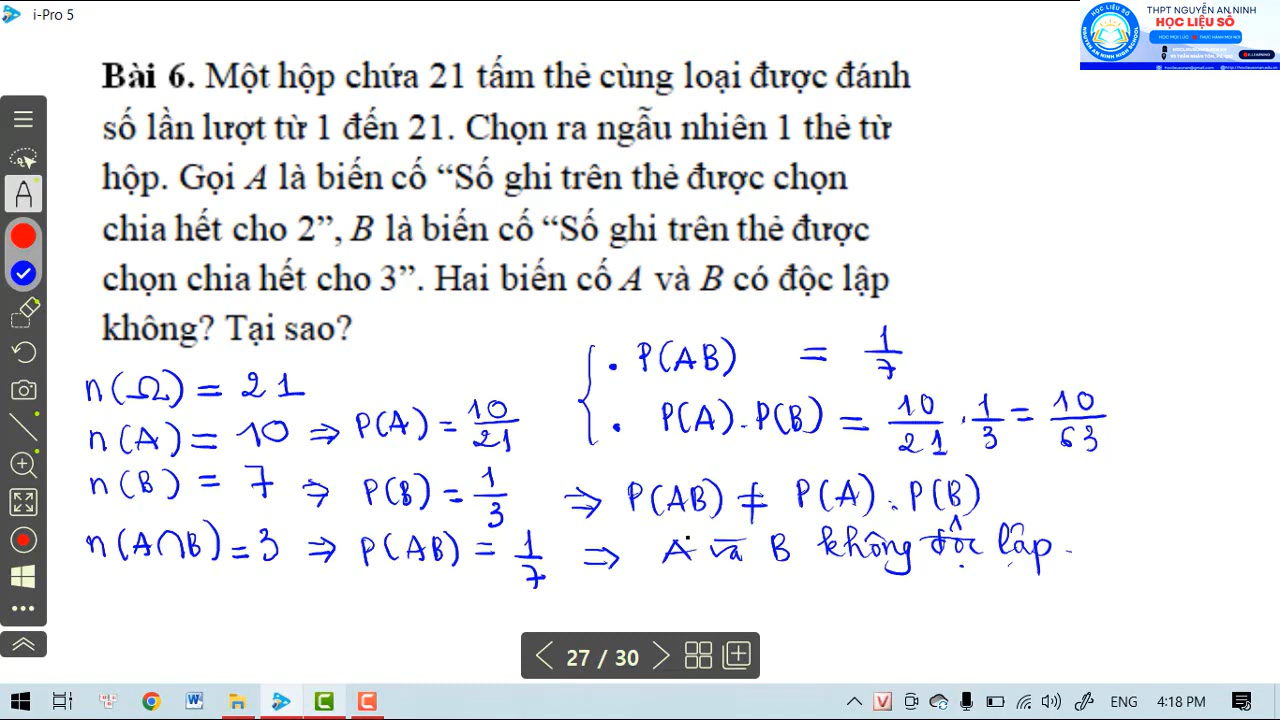 i-Pro 5
THPT NGUYỄN AN NINH
HỌC LIỆU SỐ
Bài 6. Một hộp chứa 21 tấm thẻ cùng loại được đánh
số lần lượt từ 1 đến 21. Chọn ra ngẫu nhiên 1 thẻ từ
hộp. Gọi A là biến cố “Số ghi trên thẻ được chọn
chia hết cho 2”, B là biến cố “Số ghi trên thẻ được
chọn chia hết cho 3”. Hai biến cố A và B có độc lập
không? Tại sao?
n(Ω) = 21
n(A) = 10 ⇒ P(A) = 10/21
n(B) = 7 ⇒ P(B) = 1/3
n(A∩B) = 3 ⇒ P(AB) = 1/7
. P(AB) = 1/7
. P(A).P(B) = 10/21 . 1/3 = 10/63
⇒ P(AB) ≠ P(A).P(B)
⇒ A và B không độc lập.
27 / 30
ENG
4:18 PM